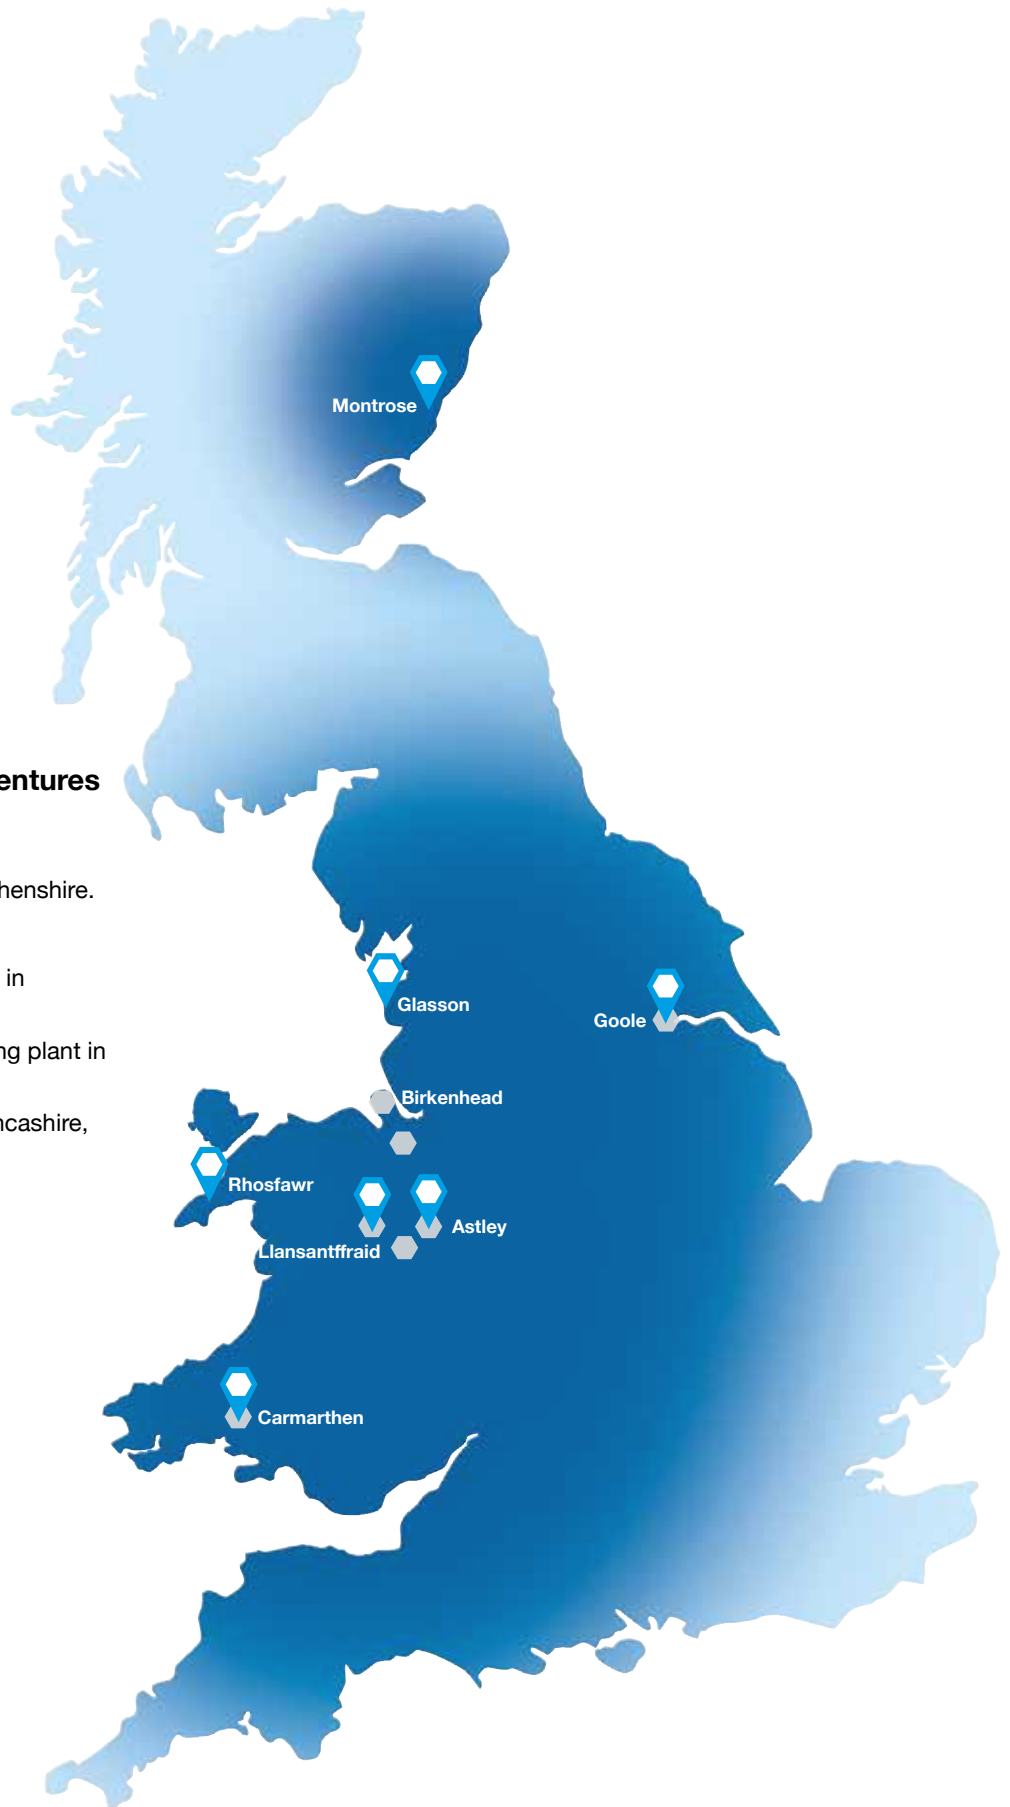 Montrose
entures
henshire.
in
Glasson
Goole
ng plant in
Birkenhead
ncashire,
Rhosfawr
Astley
Llansantffraid
Carmarthen